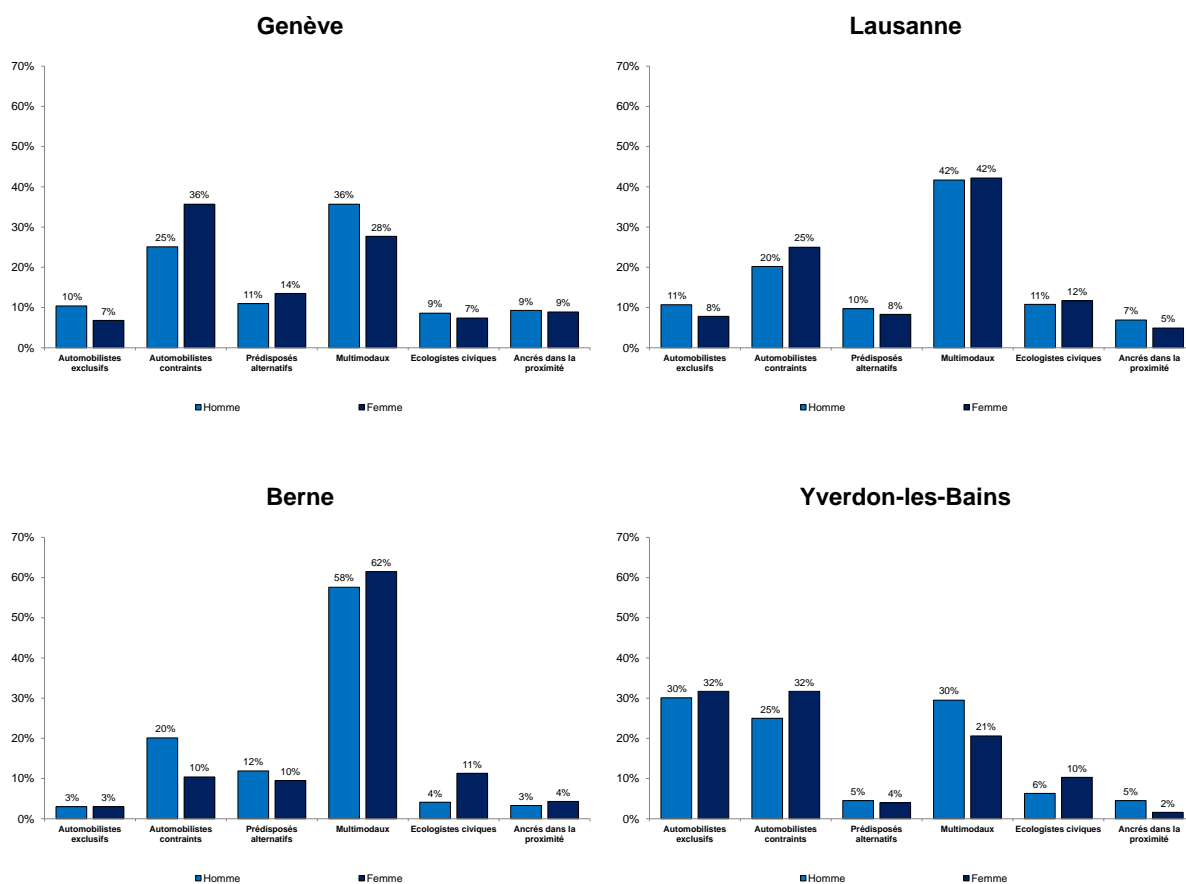 Genève
70%
60%
50%
40%
30%
20%
10%
0%
10%
7%
25%
36%
11%
14%
36%
28%
9%
7%
9%
9%
Automobilistes
exclusifs
Automobilistes
contraints
Prédisposés
alternatifs
Multimodaux
Ecologistes civiques
Ancrés dans la
proximité
Homme
Femme
Lausanne
70%
60%
50%
40%
30%
20%
10%
0%
11%
8%
20%
25%
10%
8%
42%
42%
11%
12%
7%
5%
Automobilistes
exclusifs
Automobilistes
contraints
Prédisposés
alternatifs
Multimodaux
Ecologistes civiques
Ancrés dans la
proximité
Homme
Femme
Berne
70%
60%
50%
40%
30%
20%
10%
0%
3%
3%
20%
10%
12%
10%
58%
62%
4%
11%
3%
4%
Automobilistes
exclusifs
Automobilistes
contraints
Prédisposés
alternatifs
Multimodaux
Ecologistes civiques
Ancrés dans la
proximité
Homme
Femme
Yverdon-les-Bains
70%
60%
50%
40%
30%
20%
10%
0%
30%
32%
25%
32%
5%
4%
30%
21%
6%
10%
5%
2%
Automobilistes
exclusifs
Automobilistes
contraints
Prédisposés
alternatifs
Multimodaux
Ecologistes civiques
Ancrés dans la
proximité
Homme
Femme